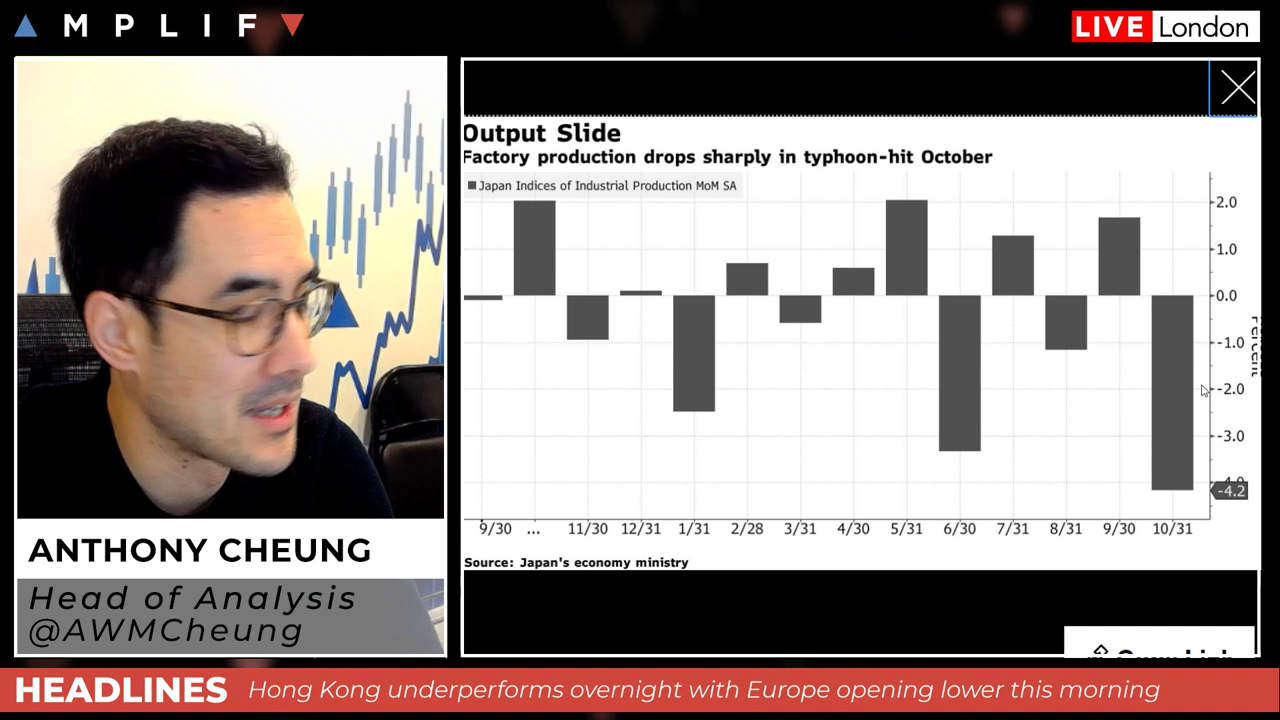 AMPLIFY
LIVE London
Output Slide
Factory production drops sharply in typhoon-hit October
Japan Indices of Industrial Production MoM SA
2.0
1.0
0.0
-1.0
-2.0
-3.0
-4.2
Percent
9/30 ... 11/30 12/31 1/31 2/28 3/31 4/30 5/31 6/30 7/31 8/31 9/30 10/31
Source: Japan's economy ministry
ANTHONY CHEUNG
Head of Analysis
@AWMCheung
HEADLINES Hong Kong underperforms overnight with Europe opening lower this morning